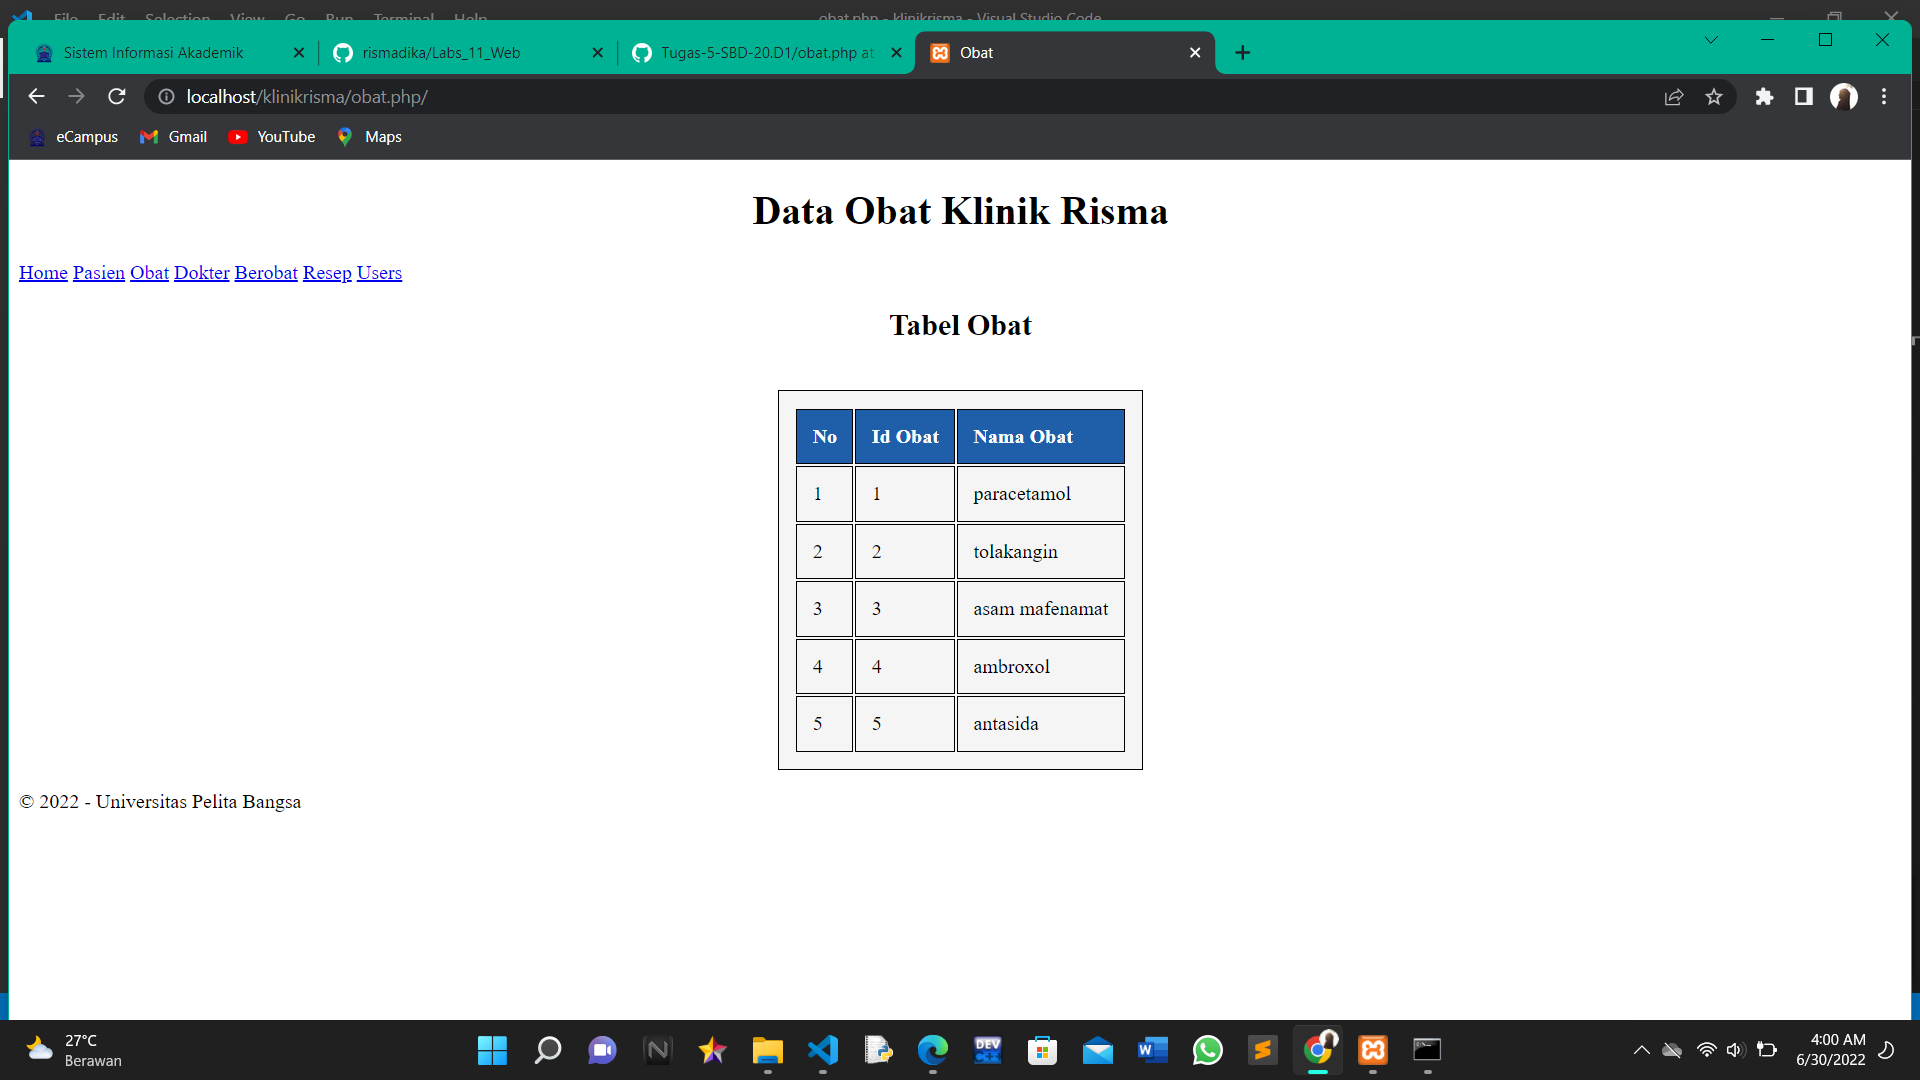 File Edit Selection View Go Run Terminal Help obat.php - klinikrisma - Visual Studio Code
Sistem Informasi Akademik rismadika/Labs_11_Web Tugas-5-SBD-20.D1/obat.php at Obat
localhost/klinikrisma/obat.php/
eCampus Gmail YouTube Maps
Data Obat Klinik Risma
Home Pasien Obat Dokter Berobat Resep Users
Tabel Obat
No Id Obat Nama Obat
1 1 paracetamol
2 2 tolakangin
3 3 asam mafenamat
4 4 ambroxol
5 5 antasida
© 2022 - Universitas Pelita Bangsa
27°C
Berawan
DEV
C++
W
4:00 AM
6/30/2022